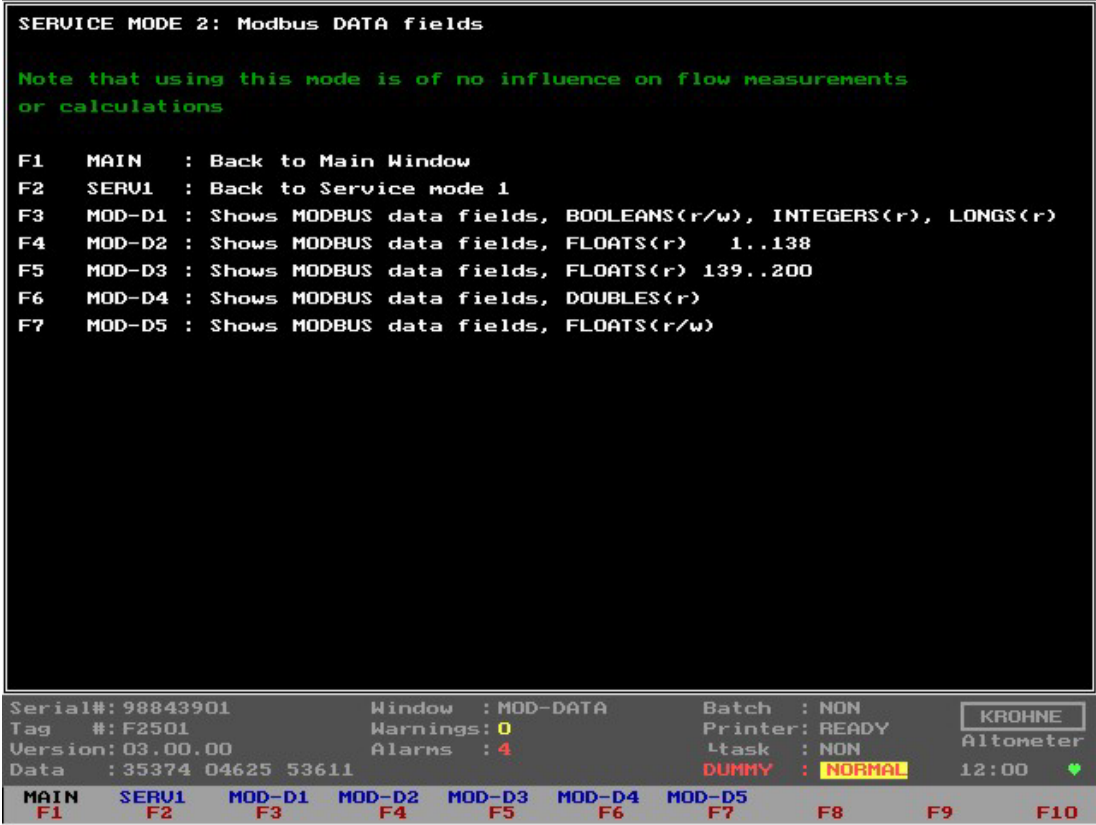 SERVICE MODE 2: Modbus DATA fields
Note that using this mode is of no influence on flow measurements
or calculations
F1 MAIN : Back to Main Window
F2 SERV1 : Back to Service mode 1
F3 MOD-D1 : Shows MODBUS data fields, BOOLEANS(r/w), INTEGERS(r), LONGS(r)
F4 MOD-D2 : Shows MODBUS data fields, FLOATS(r) 1..138
F5 MOD-D3 : Shows MODBUS data fields, FLOATS(r) 139..200
F6 MOD-D4 : Shows MODBUS data fields, DOUBLES(r)
F7 MOD-D5 : Shows MODBUS data fields, FLOATS(r/w)
Serial#: 98843901 Window : MOD-DATA Batch : NON KROHNE
Tag #: F2501 Warnings: 0 Printer: READY
Version: 03.00.00 Alarms : 4 └task : NON Altometer
Data : 35374 04625 53611 DUMMY : NORMAL 12:00 ♥
MAIN SERV1 MOD-D1 MOD-D2 MOD-D3 MOD-D4 MOD-D5
F1 F2 F3 F4 F5 F6 F7 F8 F9 F10